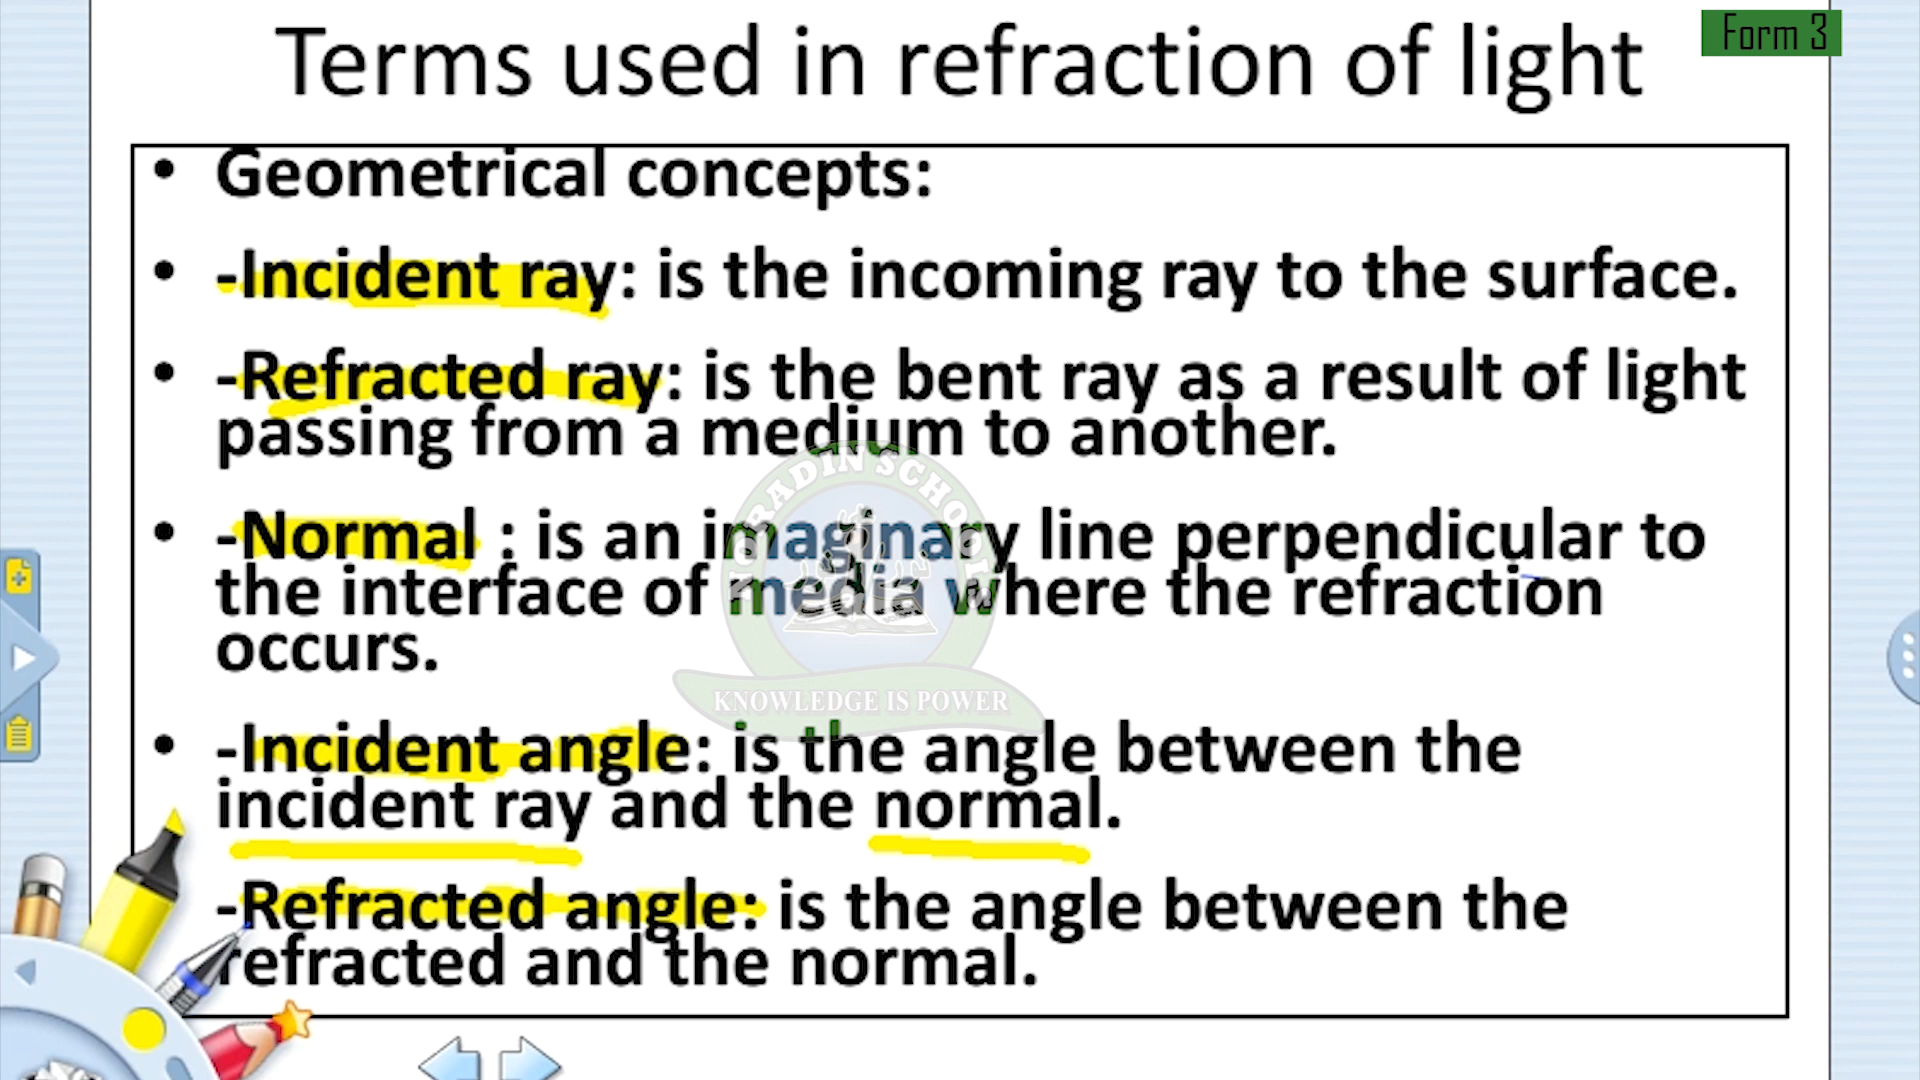 Terms used in refraction of light
Form 3
• Geometrical concepts:
• -Incident ray: is the incoming ray to the surface.
• -Refracted ray: is the bent ray as a result of light
passing from a medium to another.
• -Normal : is an imaginary line perpendicular to
the interface of media where the refraction
occurs.
NORADIN SCHOOLS
KNOWLEDGE IS POWER
• -Incident angle: is the angle between the
incident ray and the normal.
-Refracted angle: is the angle between the
refracted and the normal.